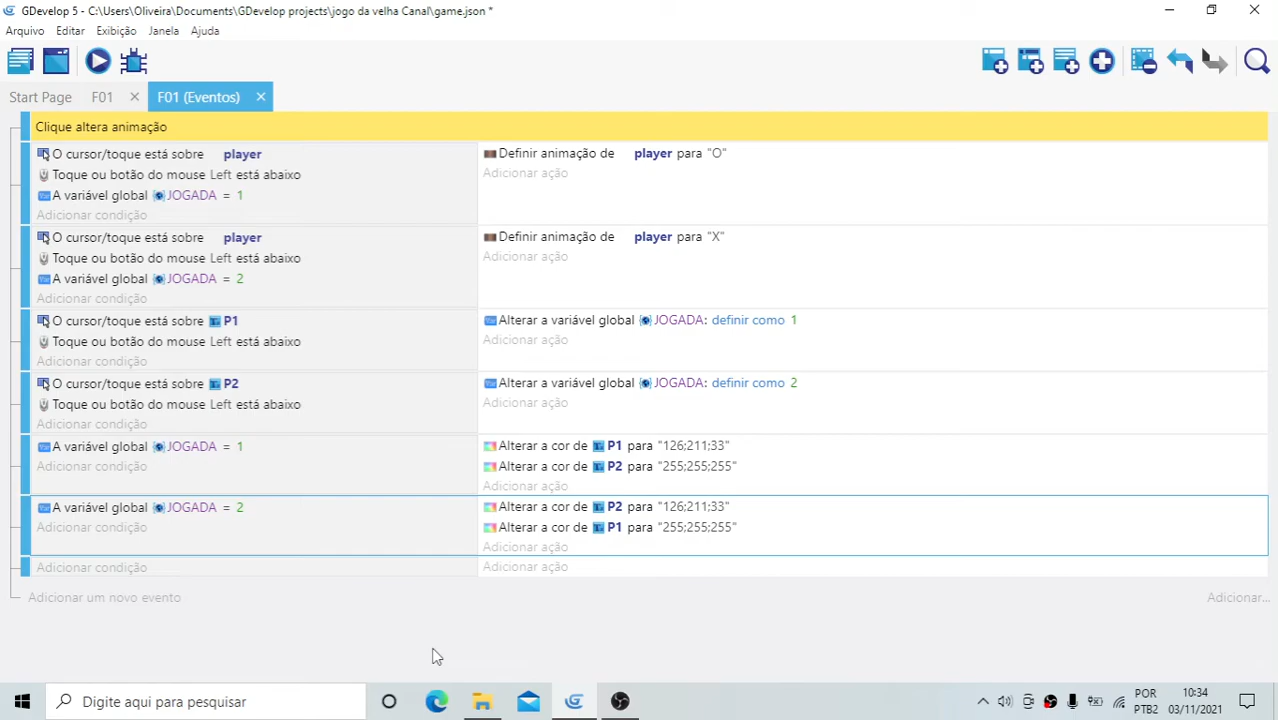 GDevelop 5 - C:\Users\Oliveira\Documents\GDevelop projects\jogo da velha Canal\game.json *
Arquivo Editar Exibição Janela Ajuda
Start Page F01 F01 (Eventos)
Clique altera animação
O cursor/toque está sobre player
Toque ou botão do mouse Left está abaixo
A variável global JOGADA = 1
Adicionar condição
Definir animação de player para "O"
Adicionar ação
O cursor/toque está sobre player
Toque ou botão do mouse Left está abaixo
A variável global JOGADA = 2
Adicionar condição
Definir animação de player para "X"
Adicionar ação
O cursor/toque está sobre P1
Toque ou botão do mouse Left está abaixo
Adicionar condição
Alterar a variável global JOGADA: definir como 1
Adicionar ação
O cursor/toque está sobre P2
Toque ou botão do mouse Left está abaixo
Adicionar condição
Alterar a variável global JOGADA: definir como 2
Adicionar ação
A variável global JOGADA = 1
Adicionar condição
Alterar a cor de P1 para "126;211;33"
Alterar a cor de P2 para "255;255;255"
Adicionar ação
A variável global JOGADA = 2
Adicionar condição
Alterar a cor de P2 para "126;211;33"
Alterar a cor de P1 para "255;255;255"
Adicionar ação
Adicionar condição
Adicionar ação
Adicionar um novo evento
Adicionar...
Digite aqui para pesquisar
POR
PTB2
10:34
03/11/2021